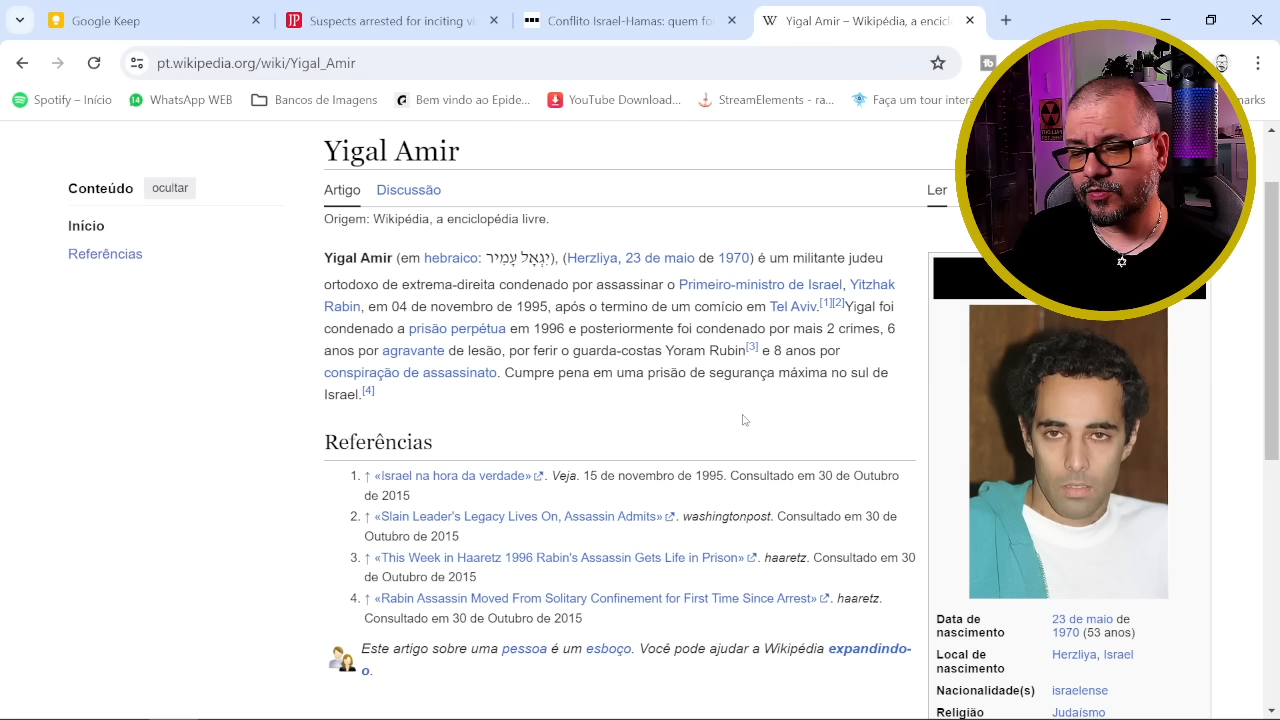 Google Keep
Suspects arrested for inciting vi
Conflito Israel-Hamas: quem foi
Yigal Amir – Wikipédia, a encic
pt.wikipedia.org/wiki/Yigal_Amir
Spotify – Início
WhatsApp WEB
Bancos de Imagens
Bem vindo à Epide...
YouTube Download...
StreamElements - ra...
Faça um tour intera
Yigal Amir
Conteúdo
ocultar
Artigo
Discussão
Ler
Origem: Wikipédia, a enciclopédia livre.
Início
Referências
Yigal Amir (em hebraico: יִגְאָל עָמִיר), (Herzliya, 23 de maio de 1970) é um militante judeu
ortodoxo de extrema-direita condenado por assassinar o Primeiro-ministro de Israel, Yitzhak
Rabin, em 04 de novembro de 1995, após o termino de um comício em Tel Aviv.[1][2]Yigal foi
condenado a prisão perpétua em 1996 e posteriormente foi condenado por mais 2 crimes, 6
anos por agravante de lesão, por ferir o guarda-costas Yoram Rubin[3] e 8 anos por
conspiração de assassinato. Cumpre pena em uma prisão de segurança máxima no sul de
Israel.[4]
Referências
1. ↑ «Israel na hora da verdade». Veja. 15 de novembro de 1995. Consultado em 30 de Outubro
de 2015
2. ↑ «Slain Leader's Legacy Lives On, Assassin Admits». washingtonpost. Consultado em 30 de
Outubro de 2015
3. ↑ «This Week in Haaretz 1996 Rabin's Assassin Gets Life in Prison». haaretz. Consultado em 30
de Outubro de 2015
4. ↑ «Rabin Assassin Moved From Solitary Confinement for First Time Since Arrest». haaretz.
Consultado em 30 de Outubro de 2015
Este artigo sobre uma pessoa é um esboço. Você pode ajudar a Wikipédia expandindo-
o.
Data de
nascimento
23 de maio de
1970 (53 anos)
Local de
nascimento
Herzliya, Israel
Nacionalidade(s)
israelense
Religião
Judaísmo